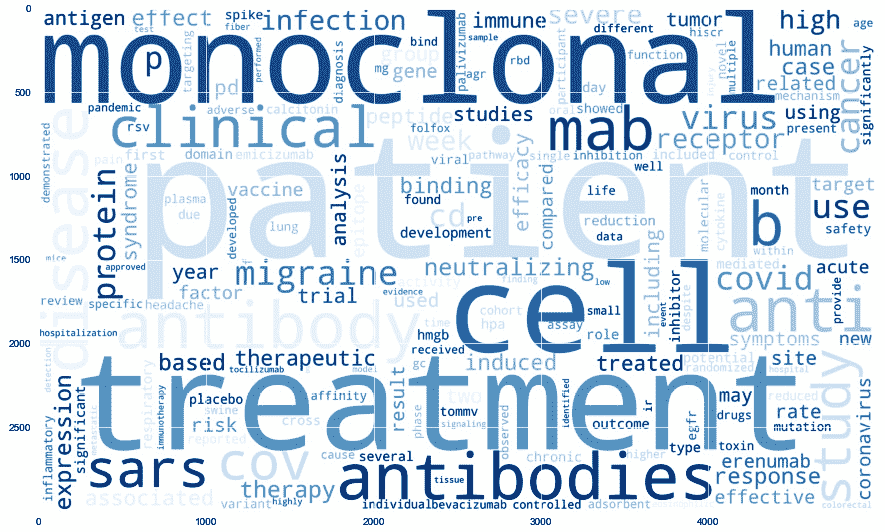 0
antigen effect spike infection immune severe tumor high age
test fiber different hiscr
monoclonal
p targeting performed diagnosis bind group palivizumab sample rbd participant function novel multiple human
pd mg gene agr day case
related
injury mechanism
cancer significantly
500
pandemic adverse calcitonin peptide studies showed using
rsv folfox mab virus present
clinical week receptor
disease demonstrated
pain first domain emicizumab viral pathway single inhibition included control
patient
1000
protein syndrome vaccine analysis binding efficacy compared well target
plasma developed epitope found cd pre life molecular cytokine month use
due lung development reduction b safety
data
within
1500
mice approved year migraine neutralizing including mediated acute
factor trial evidence used finding low covid
review specific headache cell cohort small event inhibitor despite anti provide
antibody time hpa assay role
hospitalization hmgb symptoms new
2000
received
based therapeutic induced treated potential site
detection tocilizumab model gc randomized hospital
treatment
inflammatory expression significant metastatic respiratory immunotherapy placebo affinity result two identified may reduced
swine tommv ir drugs rate
risk cross phase signaling outcome egfr mutation
2500
reported observed type toxin study coronavirus
sars cov cause several chronic higher erenumab
antibodies response
tissue
associated therapy effective
variant highly individual bevacizumab controlled adsorbent colorectal
3000
0 1000 2000 3000 4000